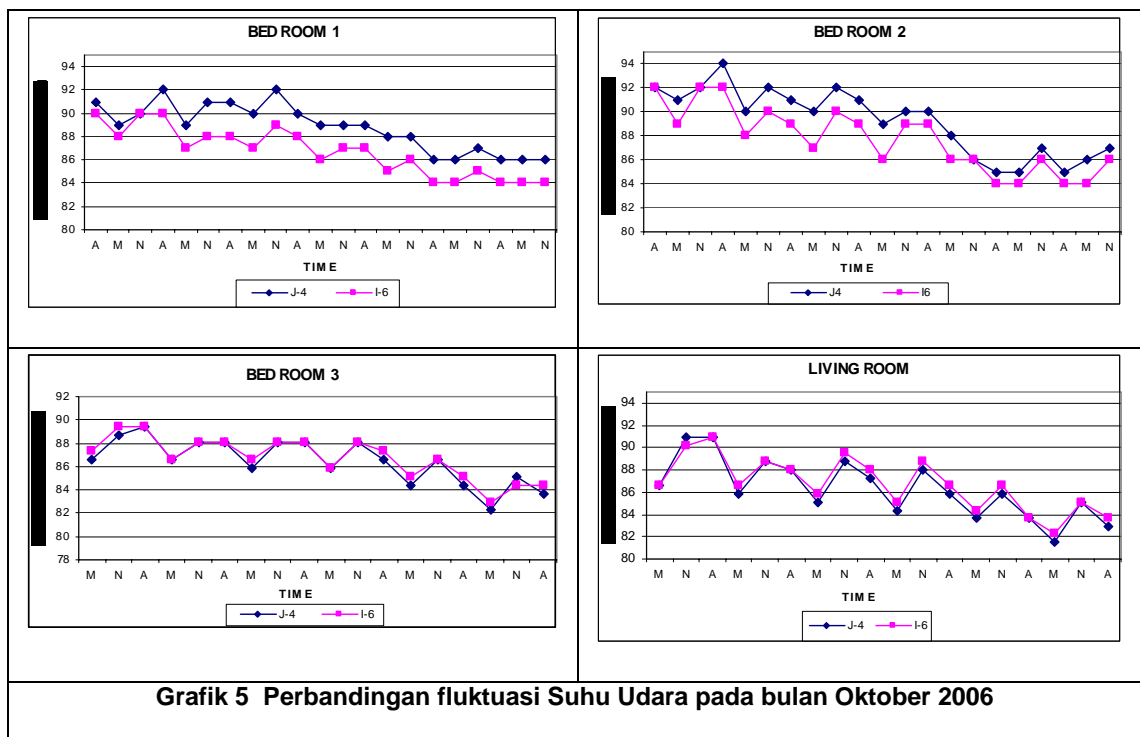 BED ROOM 1
94
92
90
88
86
84
82
80
A M N A M N A M N A M N A M N A M N A M N
TIME
J-4 I-6
BED ROOM 2
94
92
90
88
86
84
82
80
A M N A M N A M N A M N A M N A M N A M N
TIME
J4 I6
BED ROOM 3
92
90
88
86
84
82
80
78
M N A M N A M N A M N A M N A M N A
TIME
J-4 I-6
LIVING ROOM
94
92
90
88
86
84
82
80
M N A M N A M N A M N A M N A M N A
TIME
J-4 I-6
Grafik 5 Perbandingan fluktuasi Suhu Udara pada bulan Oktober 2006